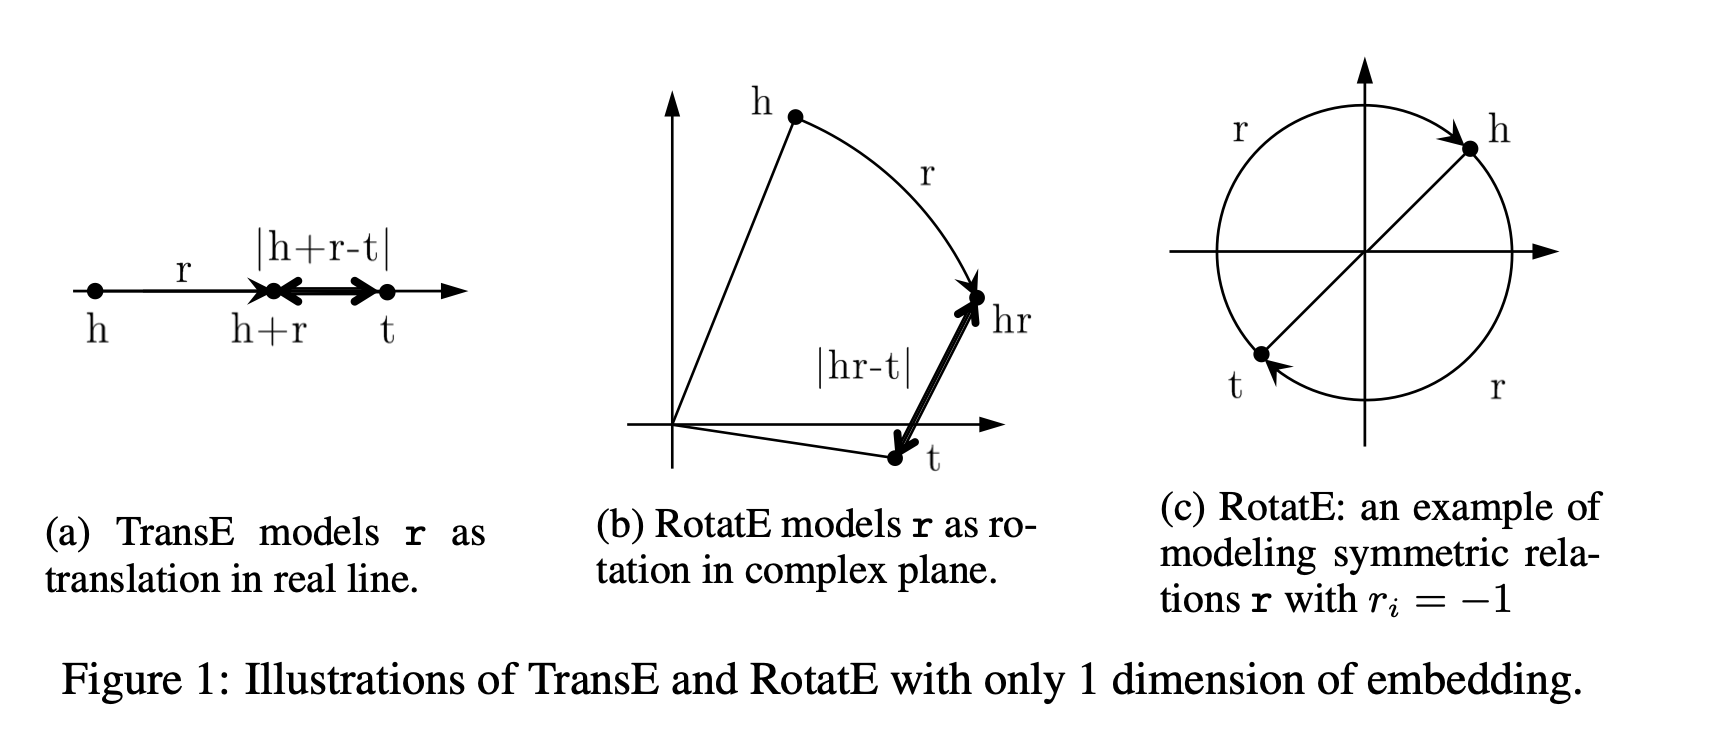 r
|h+r-t|
h
h+r
t
(a) TransE models r as
translation in real line.
h
r
hr
|hr-t|
t
(b) RotatE models r as ro-
tation in complex plane.
r
h
t
r
(c) RotatE: an example of
modeling symmetric rela-
tions r with rᵢ = −1
Figure 1: Illustrations of TransE and RotatE with only 1 dimension of embedding.